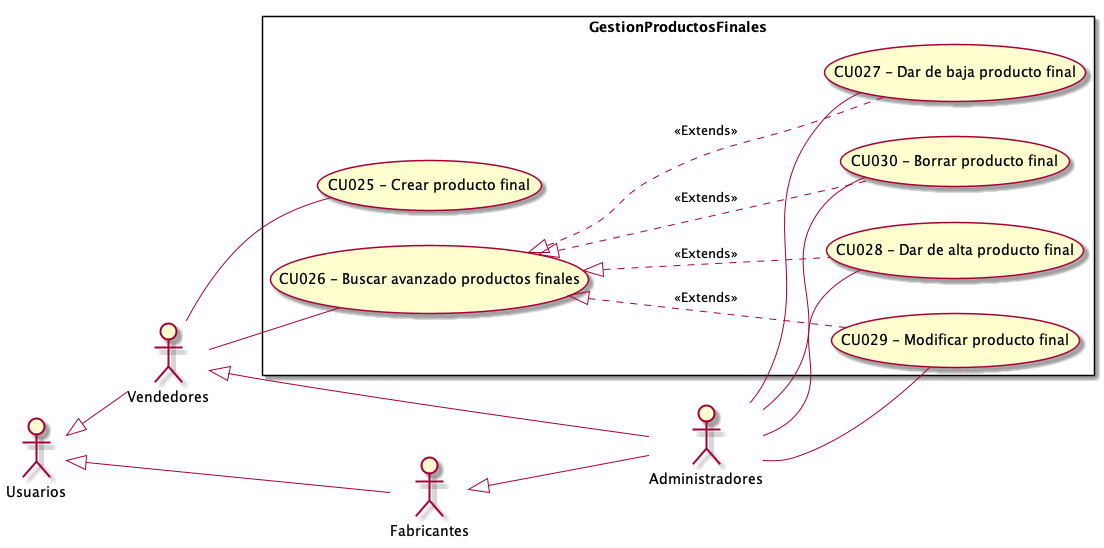 GestionProductosFinales
CU027 – Dar de baja producto final
«Extends»
CU030 – Borrar producto final
CU025 – Crear producto final
«Extends»
CU028 – Dar de alta producto final
«Extends»
CU026 – Buscar avanzado productos finales
«Extends»
CU029 – Modificar producto final
Vendedores
Administradores
Usuarios
Fabricantes